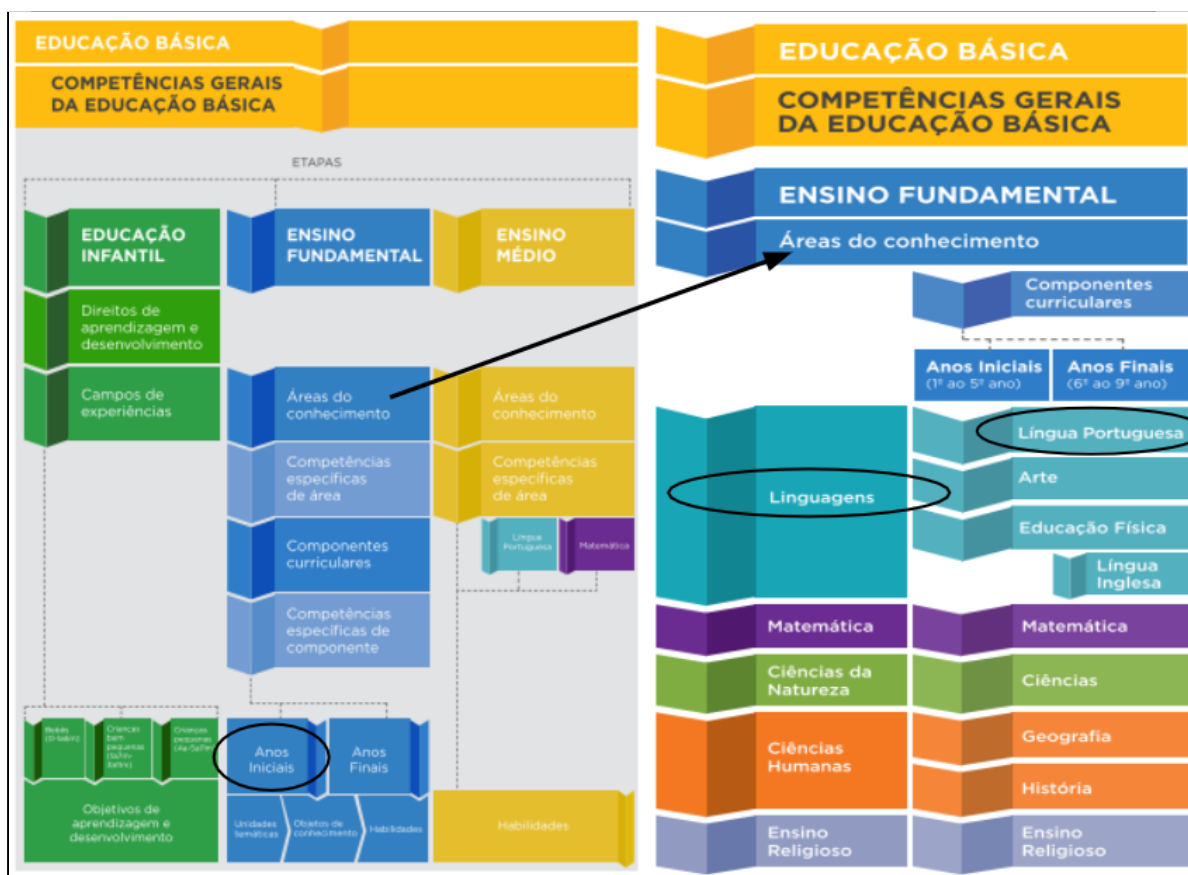 EDUCAÇÃO BÁSICA
COMPETÊNCIAS GERAIS
DA EDUCAÇÃO BÁSICA
ETAPAS
EDUCAÇÃO
INFANTIL
Direitos de
aprendizagem e
desenvolvimento
Campos de
experiências
ENSINO
FUNDAMENTAL
Áreas do
conhecimento
Competências
específicas
de área
Componentes
curriculares
Competências
específicas de
componente
ENSINO
MÉDIO
Áreas do
conhecimento
Competências
específicas
de área
Língua
Portuguesa
Matemática
Bebês
Crianças
bem
pequenas
Crianças
pequenas
Objetivos de
aprendizagem e
desenvolvimento
Anos
Iniciais
Anos
Finais
Unidades
temáticas
Objetos de
conhecimento
Habilidades
Habilidades
EDUCAÇÃO BÁSICA
COMPETÊNCIAS GERAIS
DA EDUCAÇÃO BÁSICA
ENSINO FUNDAMENTAL
Áreas do conhecimento
Componentes
curriculares
Anos Iniciais
(1º ao 5º ano)
Anos Finais
(6º ao 9º ano)
Linguagens
Língua Portuguesa
Arte
Educação Física
Língua
Inglesa
Matemática
Matemática
Ciências da
Natureza
Ciências
Ciências
Humanas
Geografia
História
Ensino
Religioso
Ensino
Religioso